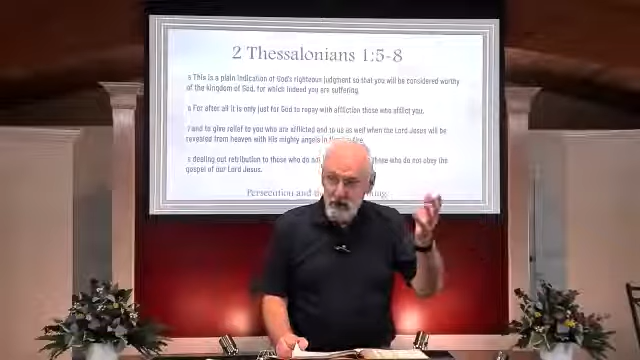 2 Thessalonians 1:5-8
5 This is a plain indication of God's righteous judgment so that you will be considered worthy
of the kingdom of God, for which indeed you are suffering.
6 For after all it is only just for God to repay with affliction those who afflict you,
7 and to give relief to you who are afflicted and to us as well when the Lord Jesus will be
revealed from heaven with His mighty angels in
8 dealing out retribution to those who do not those who do not obey the
gospel of our Lord Jesus.
Persecution and